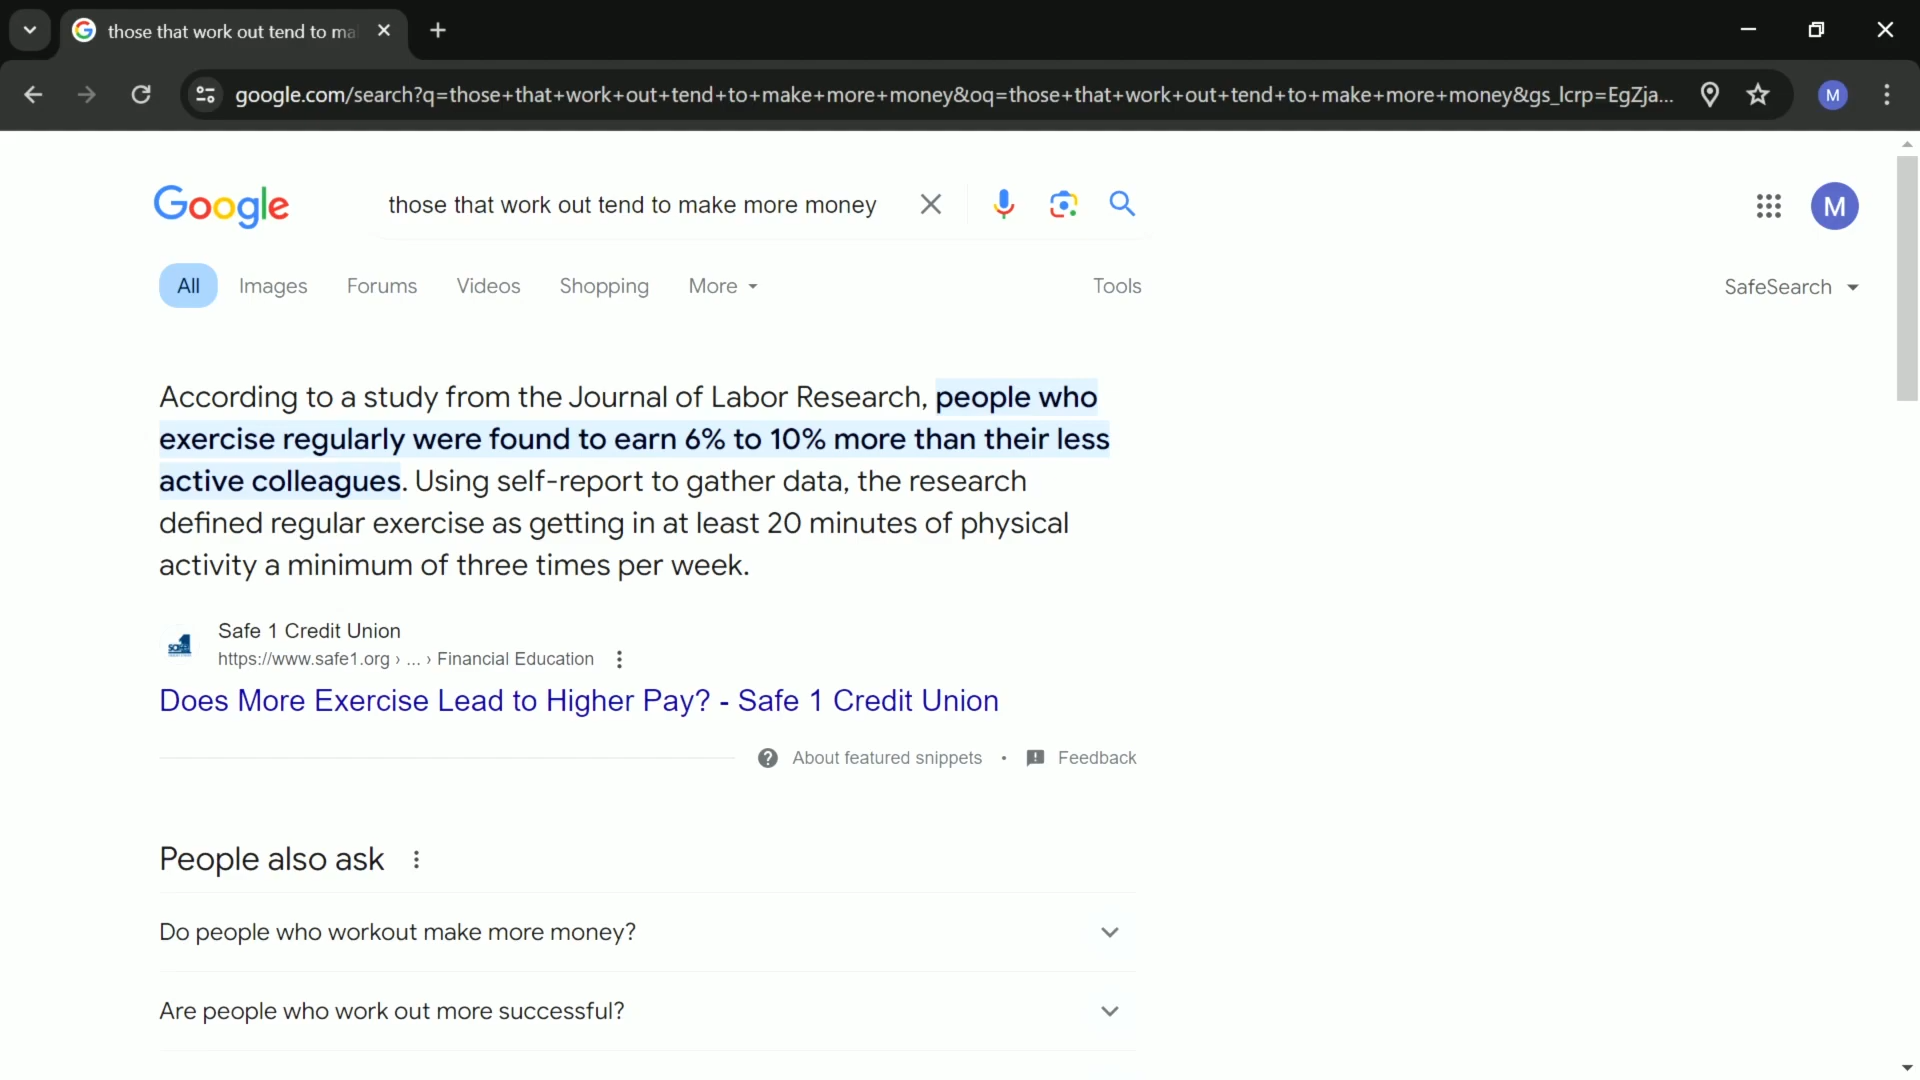 those that work out tend to ma
google.com/search?q=those+that+work+out+tend+to+make+more+money&oq=those+that+work+out+tend+to+make+more+money&gs_lcrp=EgZja...
M
Google
those that work out tend to make more money
M
All
Images
Forums
Videos
Shopping
More
Tools
SafeSearch
According to a study from the Journal of Labor Research, people who
exercise regularly were found to earn 6% to 10% more than their less
active colleagues. Using self-report to gather data, the research
defined regular exercise as getting in at least 20 minutes of physical
activity a minimum of three times per week.
Safe 1 Credit Union
https://www.safe1.org › ... › Financial Education
Does More Exercise Lead to Higher Pay? - Safe 1 Credit Union
About featured snippets • Feedback
People also ask
Do people who workout make more money?
Are people who work out more successful?